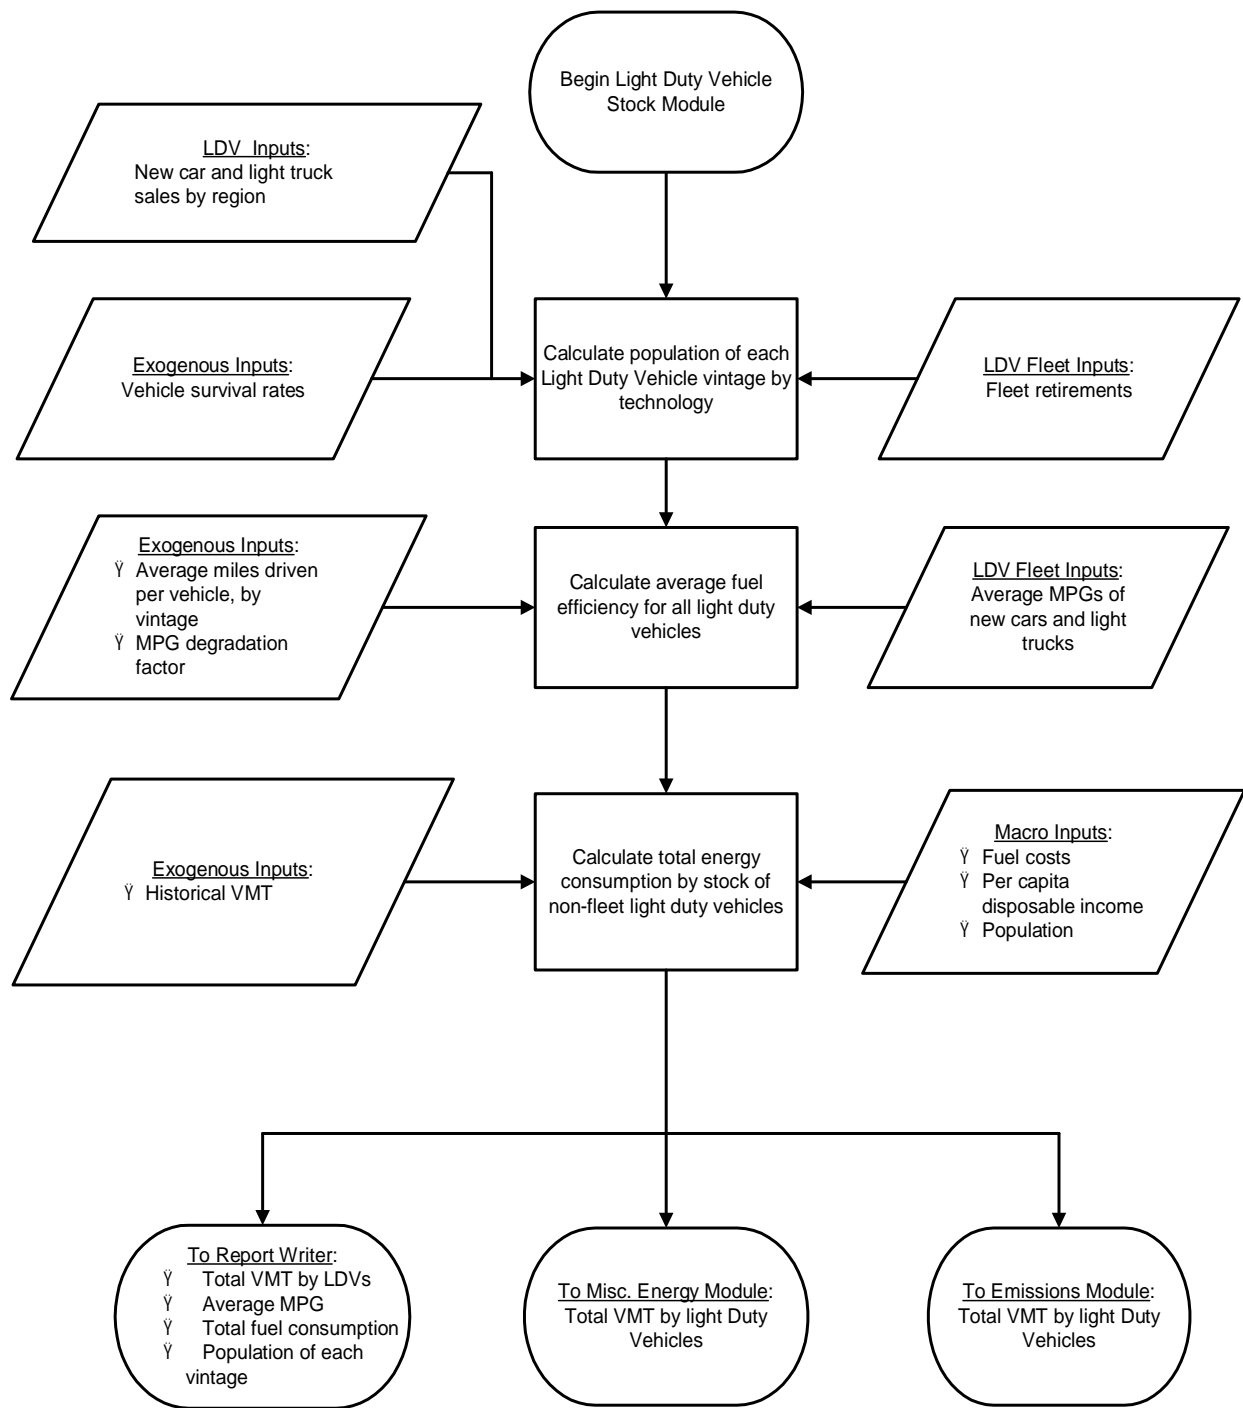 Begin Light Duty Vehicle
Stock Module
LDV  Inputs:
New car and light truck
sales by region
Exogenous Inputs:
Vehicle survival rates
Calculate population of each
Light Duty Vehicle vintage by
technology
LDV Fleet Inputs:
Fleet retirements
Exogenous Inputs:
Ÿ Average miles driven
per vehicle, by
vintage
Ÿ MPG degradation
factor
Calculate average fuel
efficiency for all light duty
vehicles
LDV Fleet Inputs:
Average MPGs of
new cars and light
trucks
Exogenous Inputs:
Ÿ Historical VMT
Calculate total energy
consumption by stock of
non-fleet light duty vehicles
Macro Inputs:
Ÿ Fuel costs
Ÿ Per capita
disposable income
Ÿ Population
To Report Writer:
Ÿ Total VMT by LDVs
Ÿ Average MPG
Ÿ Total fuel consumption
Ÿ Population of each
vintage
To Misc. Energy Module:
Total VMT by light Duty
Vehicles
To Emissions Module:
Total VMT by light Duty
Vehicles